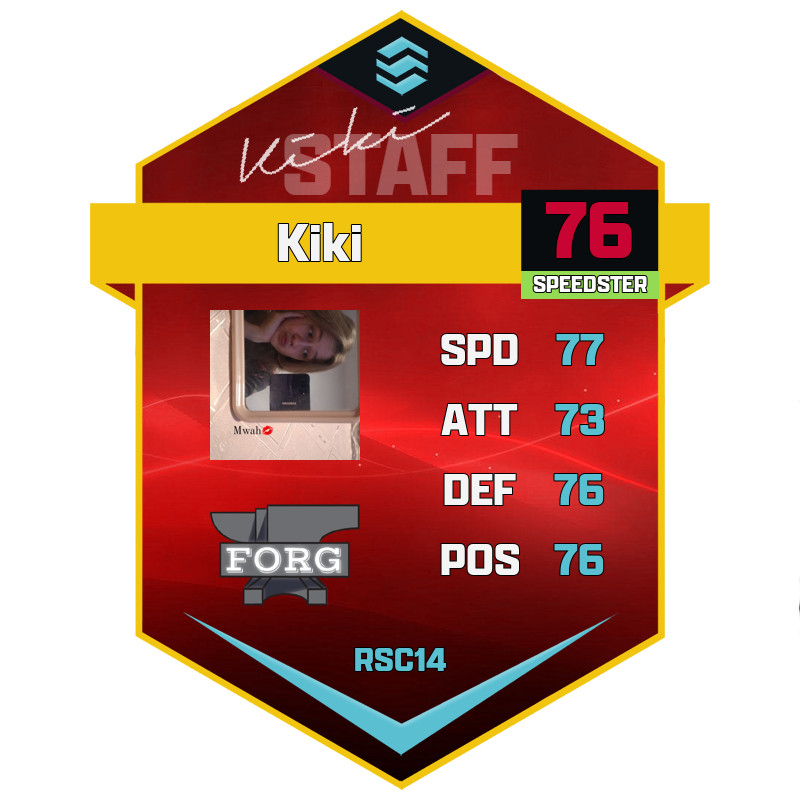 STAFF
Kiki
Kiki
76
SPEEDSTER
SPD 77
ATT 73
DEF 76
POS 76
Mwah💋
FORG
RSC14